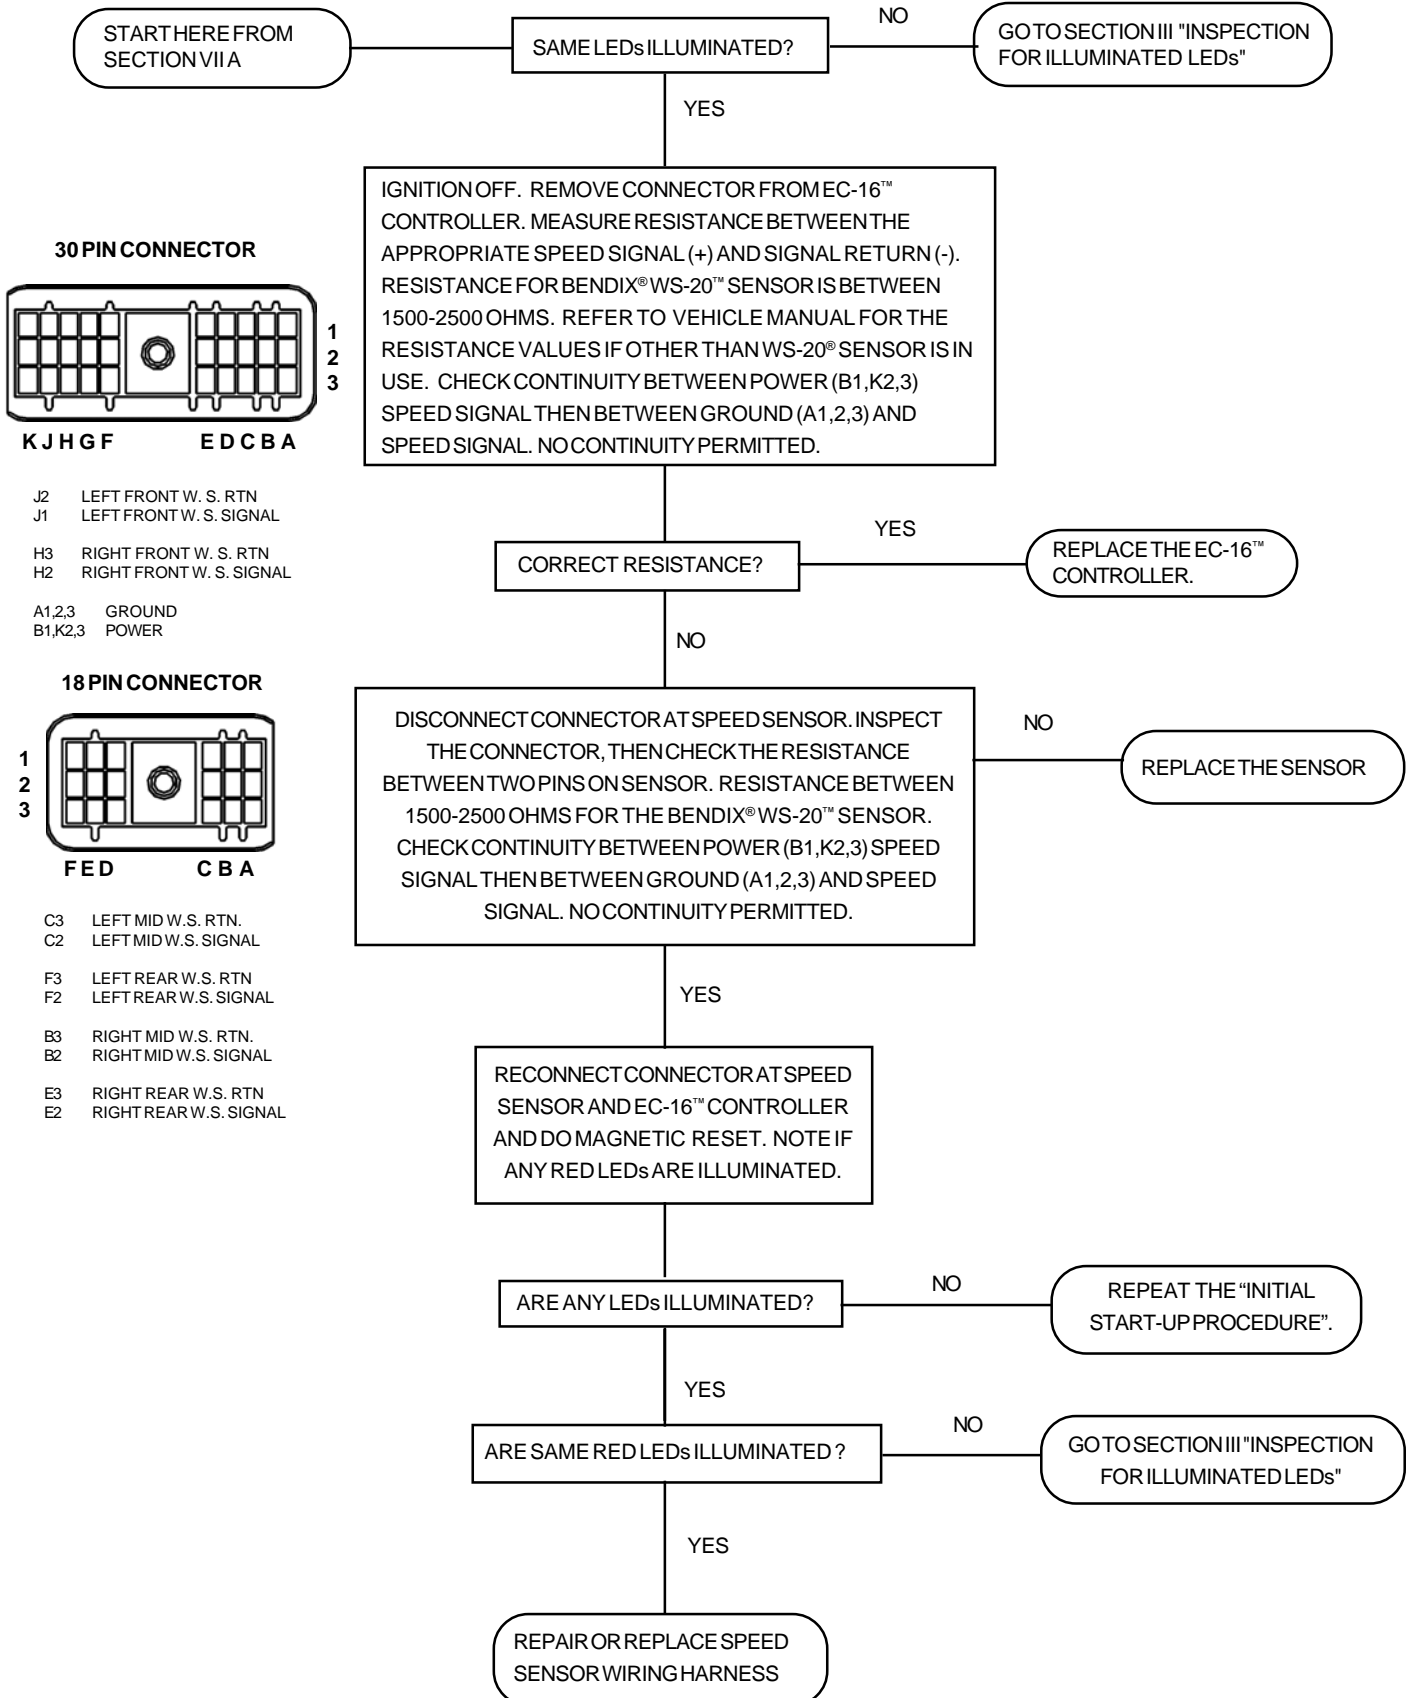 START HERE FROM
SECTION VII A
SAME LEDs ILLUMINATED?
NO
GO TO SECTION III "INSPECTION
FOR ILLUMINATED LEDs"
YES
IGNITION OFF. REMOVE CONNECTOR FROM EC-16™
CONTROLLER. MEASURE RESISTANCE BETWEEN THE
APPROPRIATE SPEED SIGNAL (+) AND SIGNAL RETURN (-).
RESISTANCE FOR BENDIX® WS-20™ SENSOR IS BETWEEN
1500-2500 OHMS. REFER TO VEHICLE MANUAL FOR THE
RESISTANCE VALUES IF OTHER THAN WS-20® SENSOR IS IN
USE. CHECK CONTINUITY BETWEEN POWER (B1,K2,3)
SPEED SIGNAL THEN BETWEEN GROUND (A1,2,3) AND
SPEED SIGNAL. NO CONTINUITY PERMITTED.
30 PIN CONNECTOR
1
2
3
K J H G F E D C B A
J2 LEFT FRONT W. S. RTN
J1 LEFT FRONT W. S. SIGNAL
H3 RIGHT FRONT W. S. RTN
H2 RIGHT FRONT W. S. SIGNAL
A1,2,3 GROUND
B1,K2,3 POWER
CORRECT RESISTANCE?
YES
REPLACE THE EC-16™
CONTROLLER.
NO
18 PIN CONNECTOR
1
2
3
F E D C B A
C3 LEFT MID W.S. RTN.
C2 LEFT MID W.S. SIGNAL
F3 LEFT REAR W.S. RTN
F2 LEFT REAR W.S. SIGNAL
B3 RIGHT MID W.S. RTN.
B2 RIGHT MID W.S. SIGNAL
E3 RIGHT REAR W.S. RTN
E2 RIGHT REAR W.S. SIGNAL
DISCONNECT CONNECTOR AT SPEED SENSOR. INSPECT
THE CONNECTOR, THEN CHECK THE RESISTANCE
BETWEEN TWO PINS ON SENSOR. RESISTANCE BETWEEN
1500-2500 OHMS FOR THE BENDIX® WS-20™ SENSOR.
CHECK CONTINUITY BETWEEN POWER (B1,K2,3) SPEED
SIGNAL THEN BETWEEN GROUND (A1,2,3) AND SPEED
SIGNAL. NO CONTINUITY PERMITTED.
NO
REPLACE THE SENSOR
YES
RECONNECT CONNECTOR AT SPEED
SENSOR AND EC-16™ CONTROLLER
AND DO MAGNETIC RESET. NOTE IF
ANY RED LEDs ARE ILLUMINATED.
ARE ANY LEDs ILLUMINATED?
NO
REPEAT THE “INITIAL
START-UP PROCEDURE”.
YES
ARE SAME RED LEDs ILLUMINATED ?
NO
GO TO SECTION III "INSPECTION
FOR ILLUMINATED LEDs"
YES
REPAIR OR REPLACE SPEED
SENSOR WIRING HARNESS